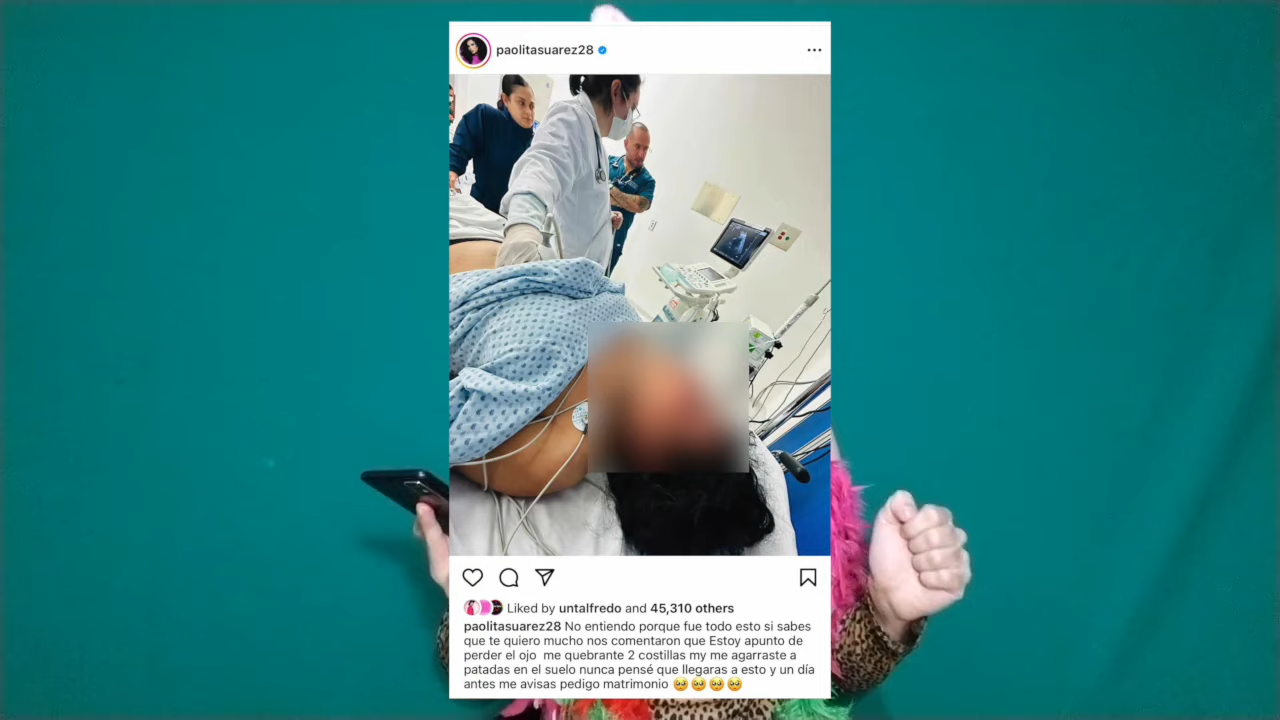 paolitasuarez28
Liked by untalfredo and 45,310 others
paolitasuarez28 No entiendo porque fue todo esto si sabes
que te quiero mucho nos comentaron que Estoy apunto de
perder el ojo me quebrante 2 costillas my me agarraste a
patadas en el suelo nunca pensé que llegaras a esto y un día
antes me avisas pedigo matrimonio 🥹🥹🥹🥹